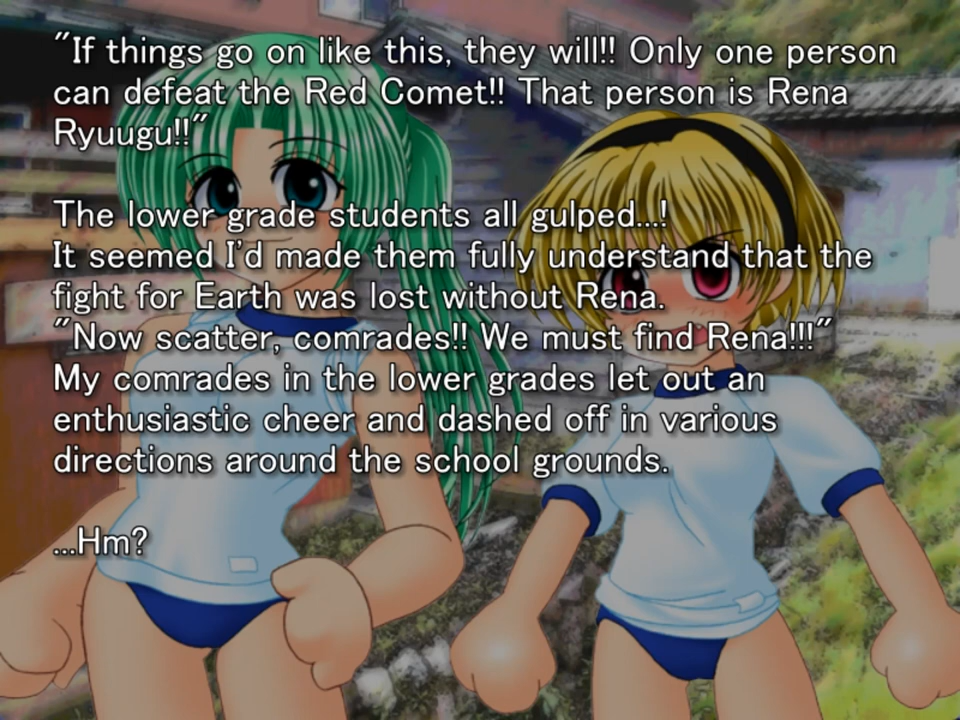 "If things go on like this, they will!! Only one person
can defeat the Red Comet!! That person is Rena
Ryuugu!!"
The lower grade students all gulped...!
It seemed I'd made them fully understand that the
fight for Earth was lost without Rena.
"Now scatter, comrades!! We must find Rena!!!"
My comrades in the lower grades let out an
enthusiastic cheer and dashed off in various
directions around the school grounds.
...Hm?